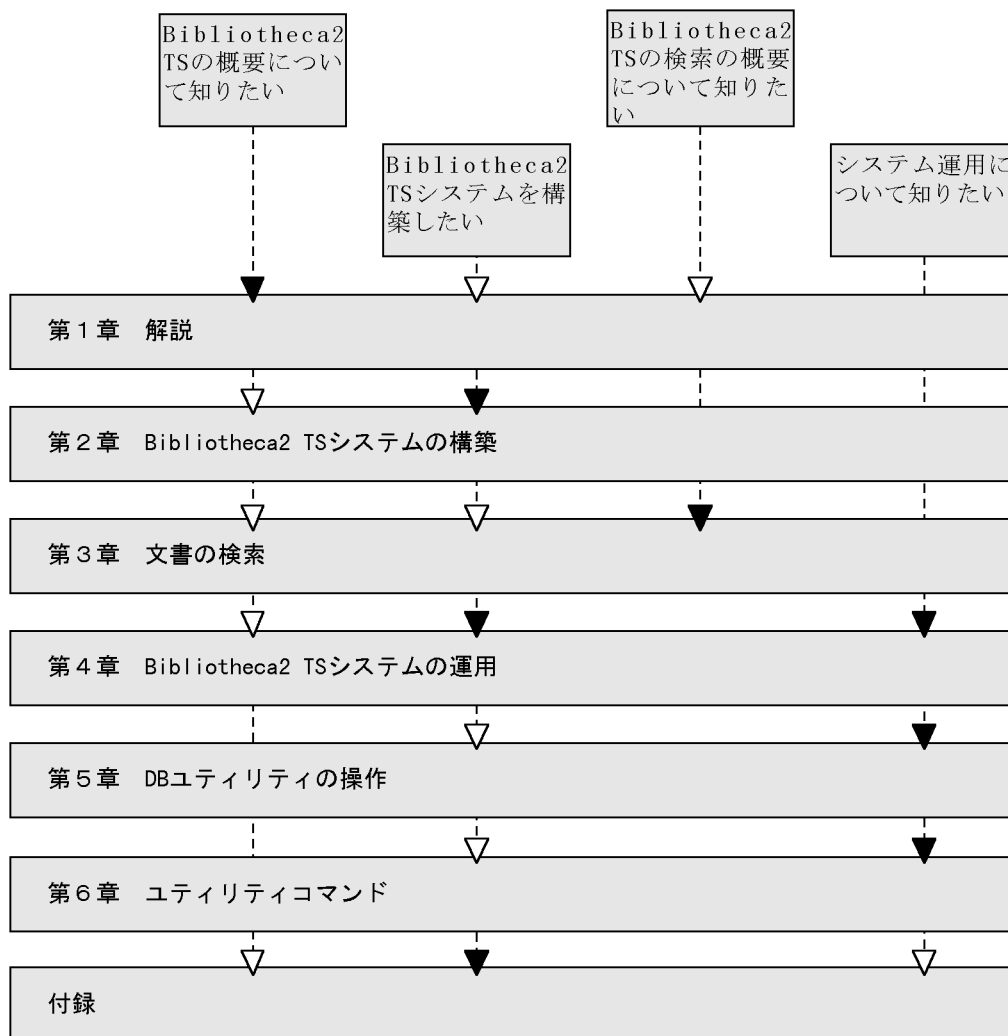 Bibliotheca2
TSの概要につい
て知りたい
Bibliotheca2
TSの検索の概要
について知りた
い
Bibliotheca2
TSシステムを構
築したい
システム運用に
ついて知りたい
第１章　解説
第２章　Bibliotheca2 TSシステムの構築
第３章　文書の検索
第４章　Bibliotheca2 TSシステムの運用
第５章　DBユティリティの操作
第６章　ユティリティコマンド
付録